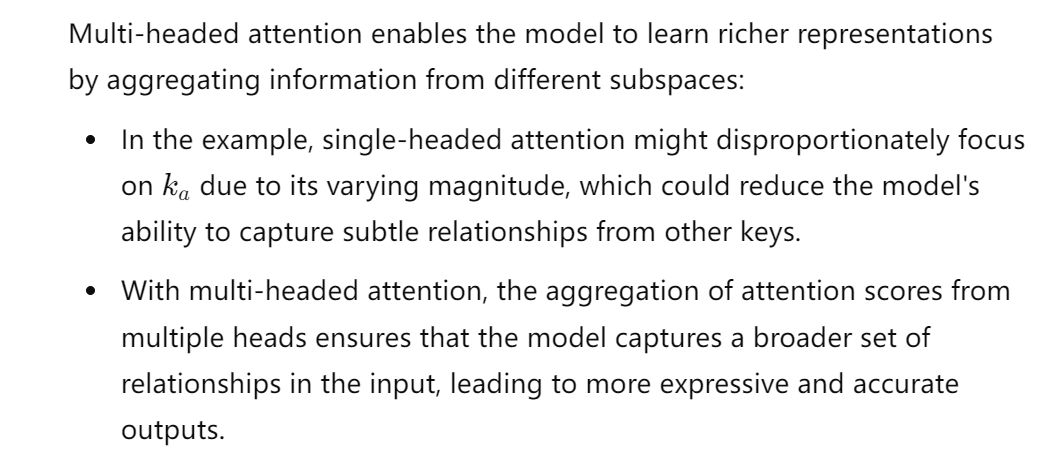 Multi-headed attention enables the model to learn richer representations
by aggregating information from different subspaces:
• In the example, single-headed attention might disproportionately focus
on kₐ due to its varying magnitude, which could reduce the model's
ability to capture subtle relationships from other keys.
• With multi-headed attention, the aggregation of attention scores from
multiple heads ensures that the model captures a broader set of
relationships in the input, leading to more expressive and accurate
outputs.